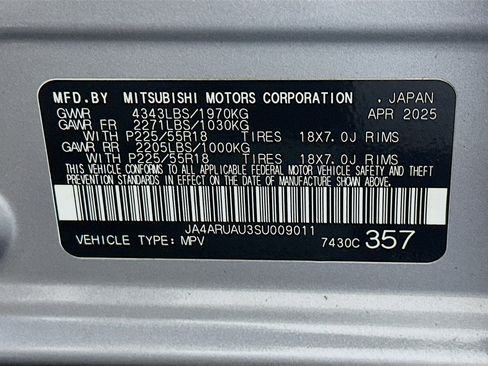 MFD.BY MITSUBISHI MOTORS CORPORATION , JAPAN
GWWR 4343LBS/1970KG APR 2025
GAWR FR 2271LBS/1030KG
WITH P225/55R18 TIRES 18X7.0J RIMS
GAWR RR 2205LBS/1000KG
WITH P225/55R18 TIRES 18X7.0J RIMS
THIS VEHICLE CONFORMS TO ALL APPLICABLE FEDERAL MOTOR VEHICLE SAFETY AND THEFT
PREVENTION STANDARDS IN EFFECT ON THE DATE OF MANUFACTURE SHOWN ABOVE.
JA4ARUAU3SU009011
VEHICLE TYPE: MPV 7430C 357